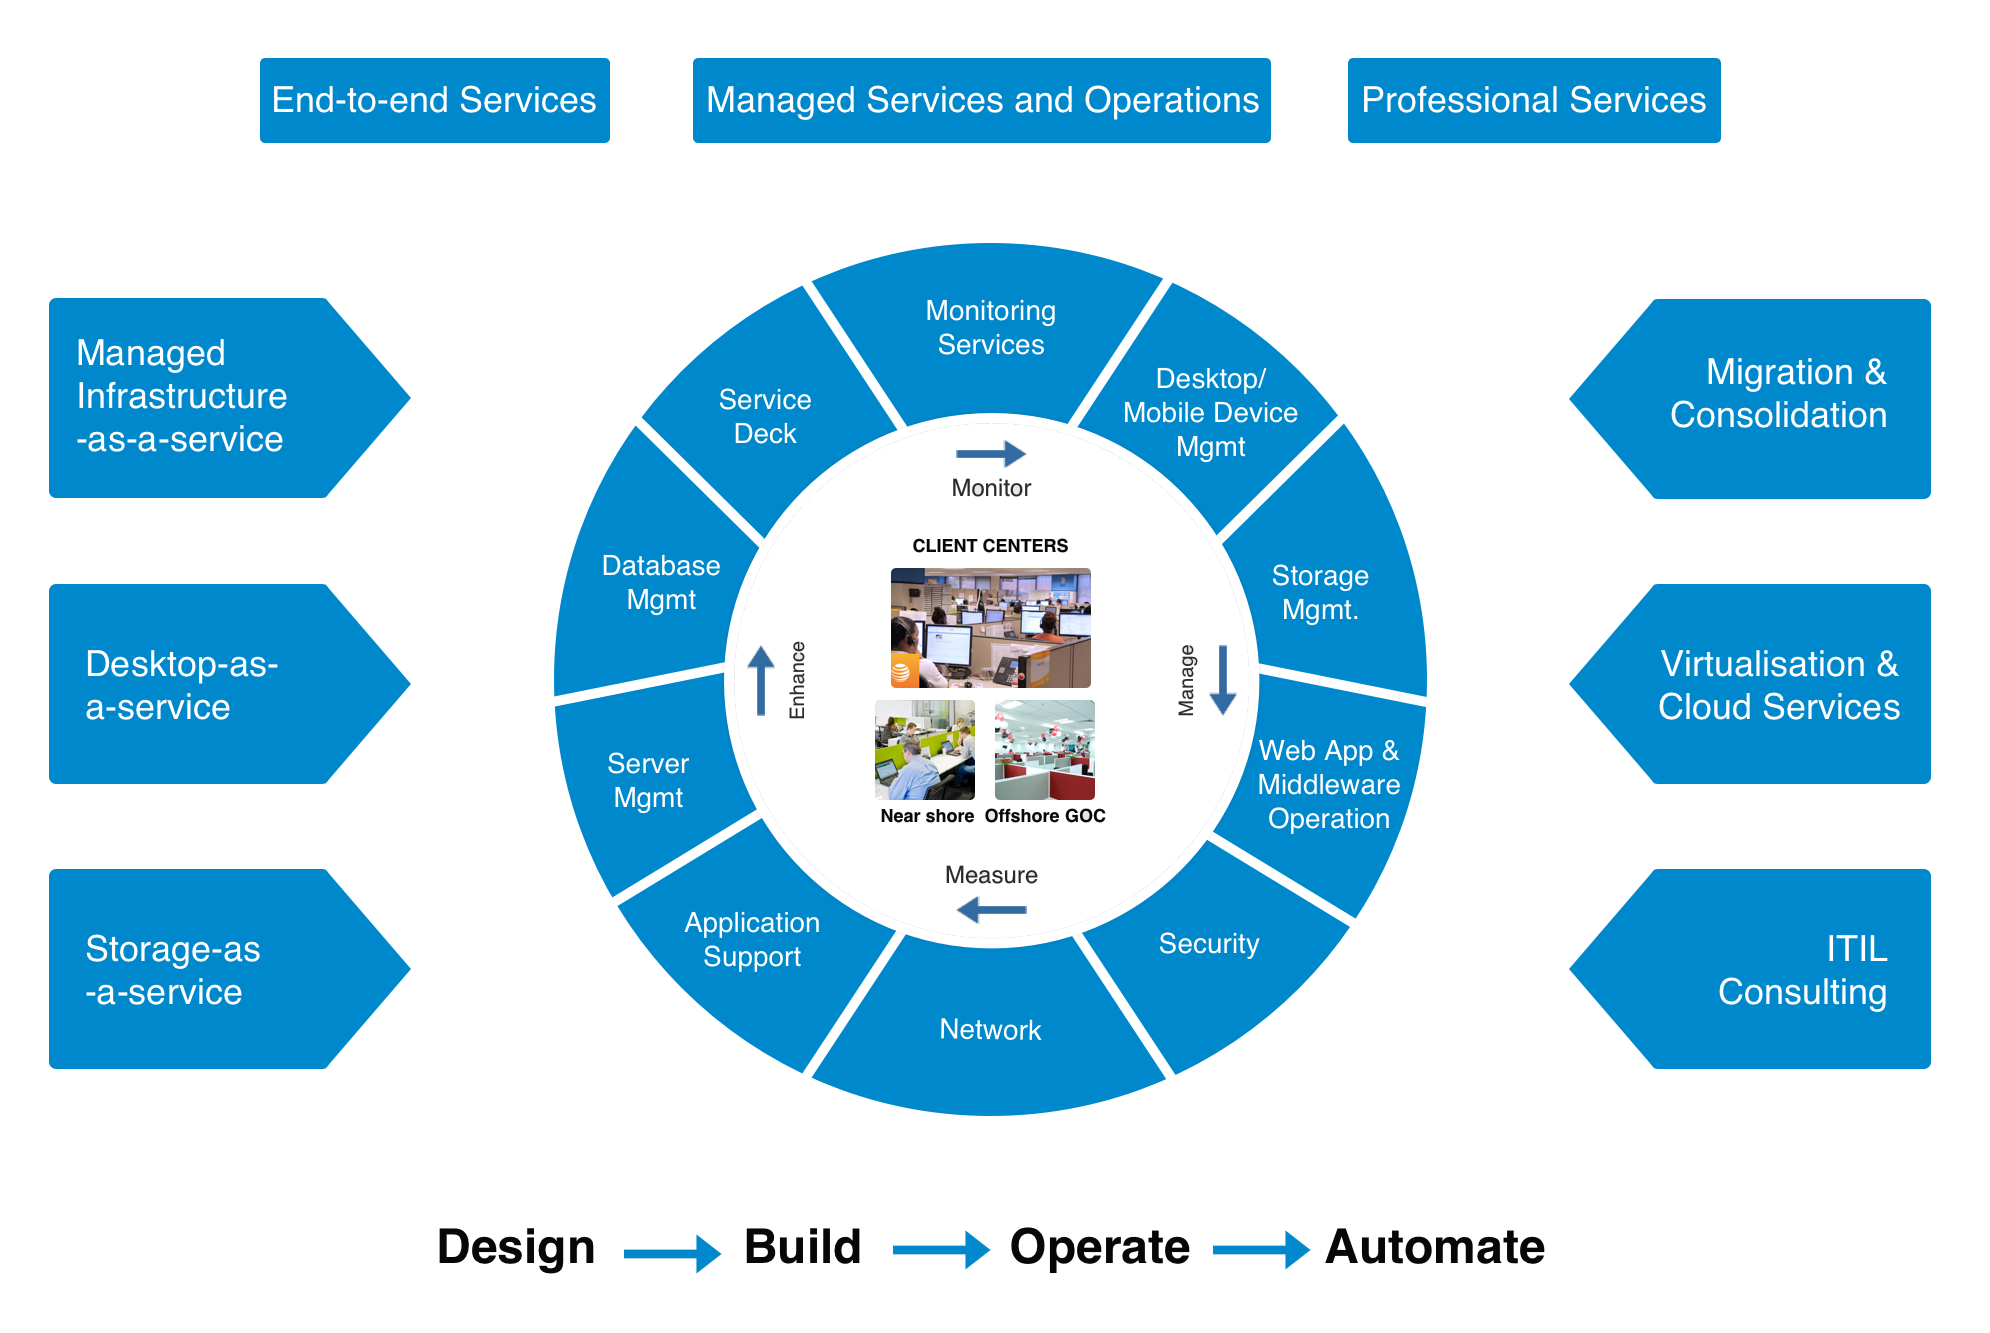 End-to-end Services
Managed Services and Operations
Professional Services
Managed
Infrastructure
-as-a-service
Desktop-as-
a-service
Storage-as
-a-service
Monitoring
Services
Desktop/
Mobile Device
Mgmt
Storage
Mgmt.
Web App &
Middleware
Operation
Security
Network
Application
Support
Server
Mgmt
Database
Mgmt
Service
Deck
Monitor
Manage
Measure
Enhance
CLIENT CENTERS
Near shore
Offshore GOC
Migration &
Consolidation
Virtualisation &
Cloud Services
ITIL
Consulting
Design
Build
Operate
Automate